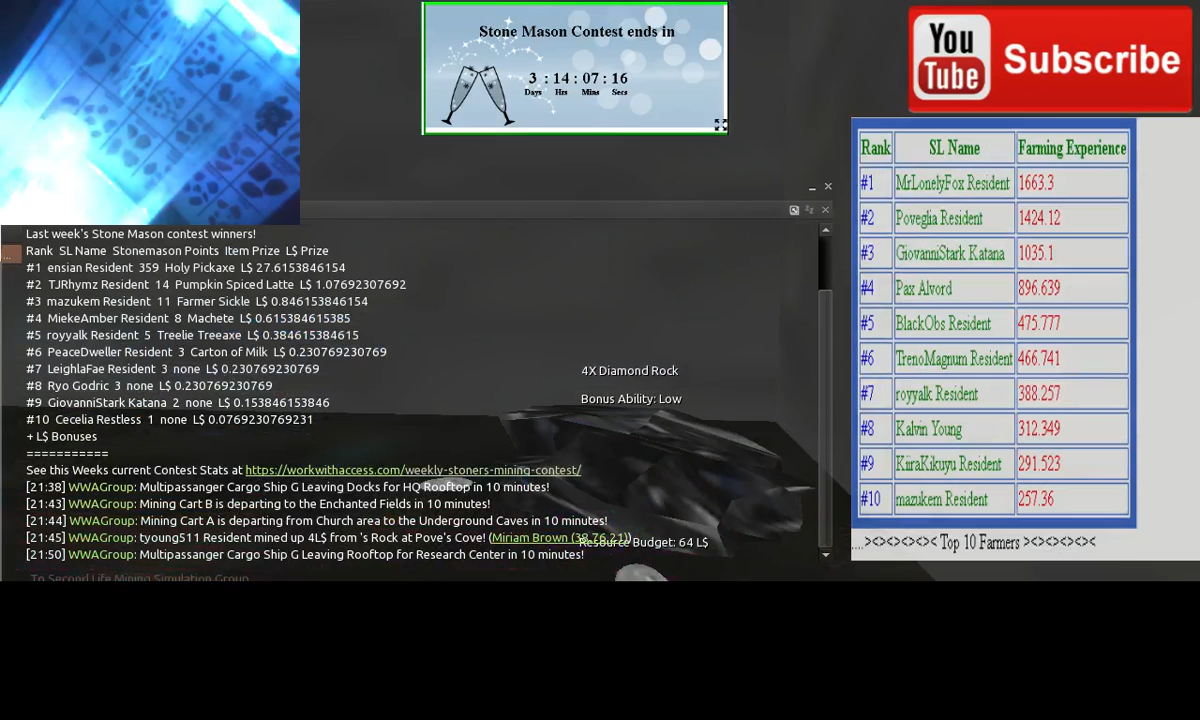 Stone Mason Contest ends in
3 : 14 : 07 : 16
Days Hrs Mins Secs
You
Tube
Subscribe
Last week's Stone Mason contest winners!
Rank SL Name Stonemason Points Item Prize L$ Prize
#1 ensian Resident 359 Holy Pickaxe L$ 27.6153846154
#2 TJRhymz Resident 14 Pumpkin Spiced Latte L$ 1.07692307692
#3 mazukem Resident 11 Farmer Sickle L$ 0.846153846154
#4 MiekeAmber Resident 8 Machete L$ 0.615384615385
#5 royyalk Resident 5 Treelie Treeaxe L$ 0.384615384615
#6 PeaceDweller Resident 3 Carton of Milk L$ 0.230769230769
#7 LeighlaFae Resident 3 none L$ 0.230769230769
#8 Ryo Godric 3 none L$ 0.230769230769
#9 GiovanniStark Katana 2 none L$ 0.153846153846
#10 Cecelia Restless 1 none L$ 0.0769230769231
+ L$ Bonuses
===========
See this Weeks current Contest Stats at https://workwithaccess.com/weekly-stoners-mining-contest/
[21:38] WWAGroup: Multipassanger Cargo Ship G Leaving Docks for HQ Rooftop in 10 minutes!
[21:43] WWAGroup: Mining Cart B is departing to the Enchanted Fields in 10 minutes!
[21:44] WWAGroup: Mining Cart A is departing from Church area to the Underground Caves in 10 minutes!
[21:45] WWAGroup: tyoung511 Resident mined up 4L$ from 's Rock at Pove's Cove! (Miriam Brown (38,76,21))
[21:50] WWAGroup: Multipassanger Cargo Ship G Leaving Rooftop for Research Center in 10 minutes!
To Second Life Mining Simulation Group
4X Diamond Rock
Bonus Ability: Low
Resource Budget: 64 L$
Rank SL Name Farming Experience
#1 MrLonelyFox Resident 1663.3
#2 Poveglia Resident 1424.12
#3 GiovanniStark Katana 1035.1
#4 Pax Alvord 896.639
#5 BlackObs Resident 475.777
#6 TrenoMagnum Resident 466.741
#7 royyalk Resident 388.257
#8 Kalvin Young 312.349
#9 KiiraKikuyu Resident 291.523
#10 mazukem Resident 257.36
....><><><><> Top 10 Farmers ><><><><><